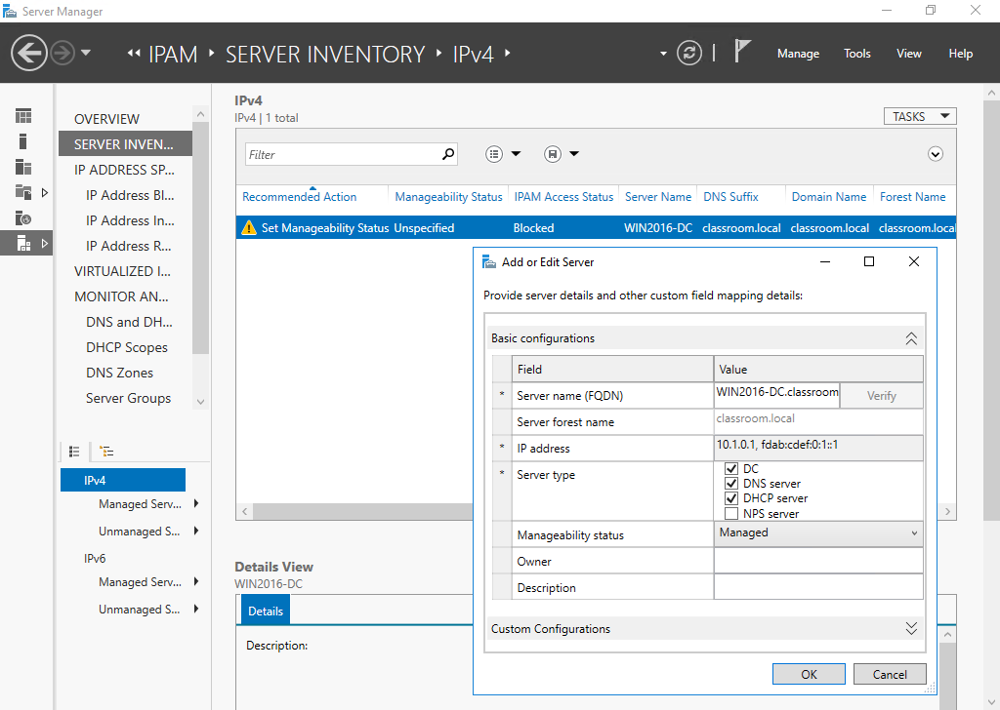 Server Manager
IPAM SERVER INVENTORY IPv4
Manage Tools View Help
OVERVIEW
SERVER INVEN...
IP ADDRESS SP...
IP Address Bl...
IP Address In...
IP Address R...
VIRTUALIZED I...
MONITOR AN...
DNS and DH...
DHCP Scopes
DNS Zones
Server Groups
IPv4
Managed Serv...
Unmanaged S...
IPv6
Managed Serv...
Unmanaged S...
IPv4
IPv4 | 1 total
TASKS
Filter
Recommended Action Manageability Status IPAM Access Status Server Name DNS Suffix Domain Name Forest Name
Set Manageability Status Unspecified Blocked WIN2016-DC classroom.local classroom.local classroom.local
Details View
WIN2016-DC
Details
Description:
Add or Edit Server
Provide server details and other custom field mapping details:
Basic configurations
Field Value
* Server name (FQDN) WIN2016-DC.classroom Verify
Server forest name classroom.local
* IP address 10.1.0.1, fdab:cdef:0:1::1
* Server type DC
DNS server
DHCP server
NPS server
Manageability status Managed
Owner
Description
Custom Configurations
OK Cancel